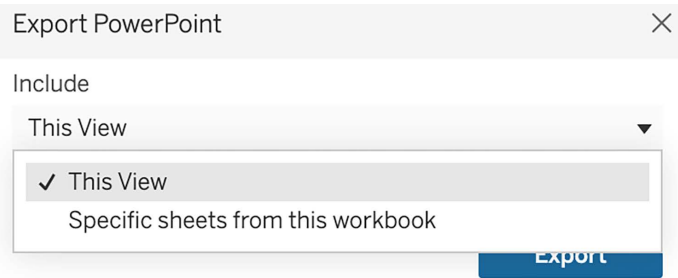 Export PowerPoint
Include
This View
This View
Specific sheets from this workbook
Export